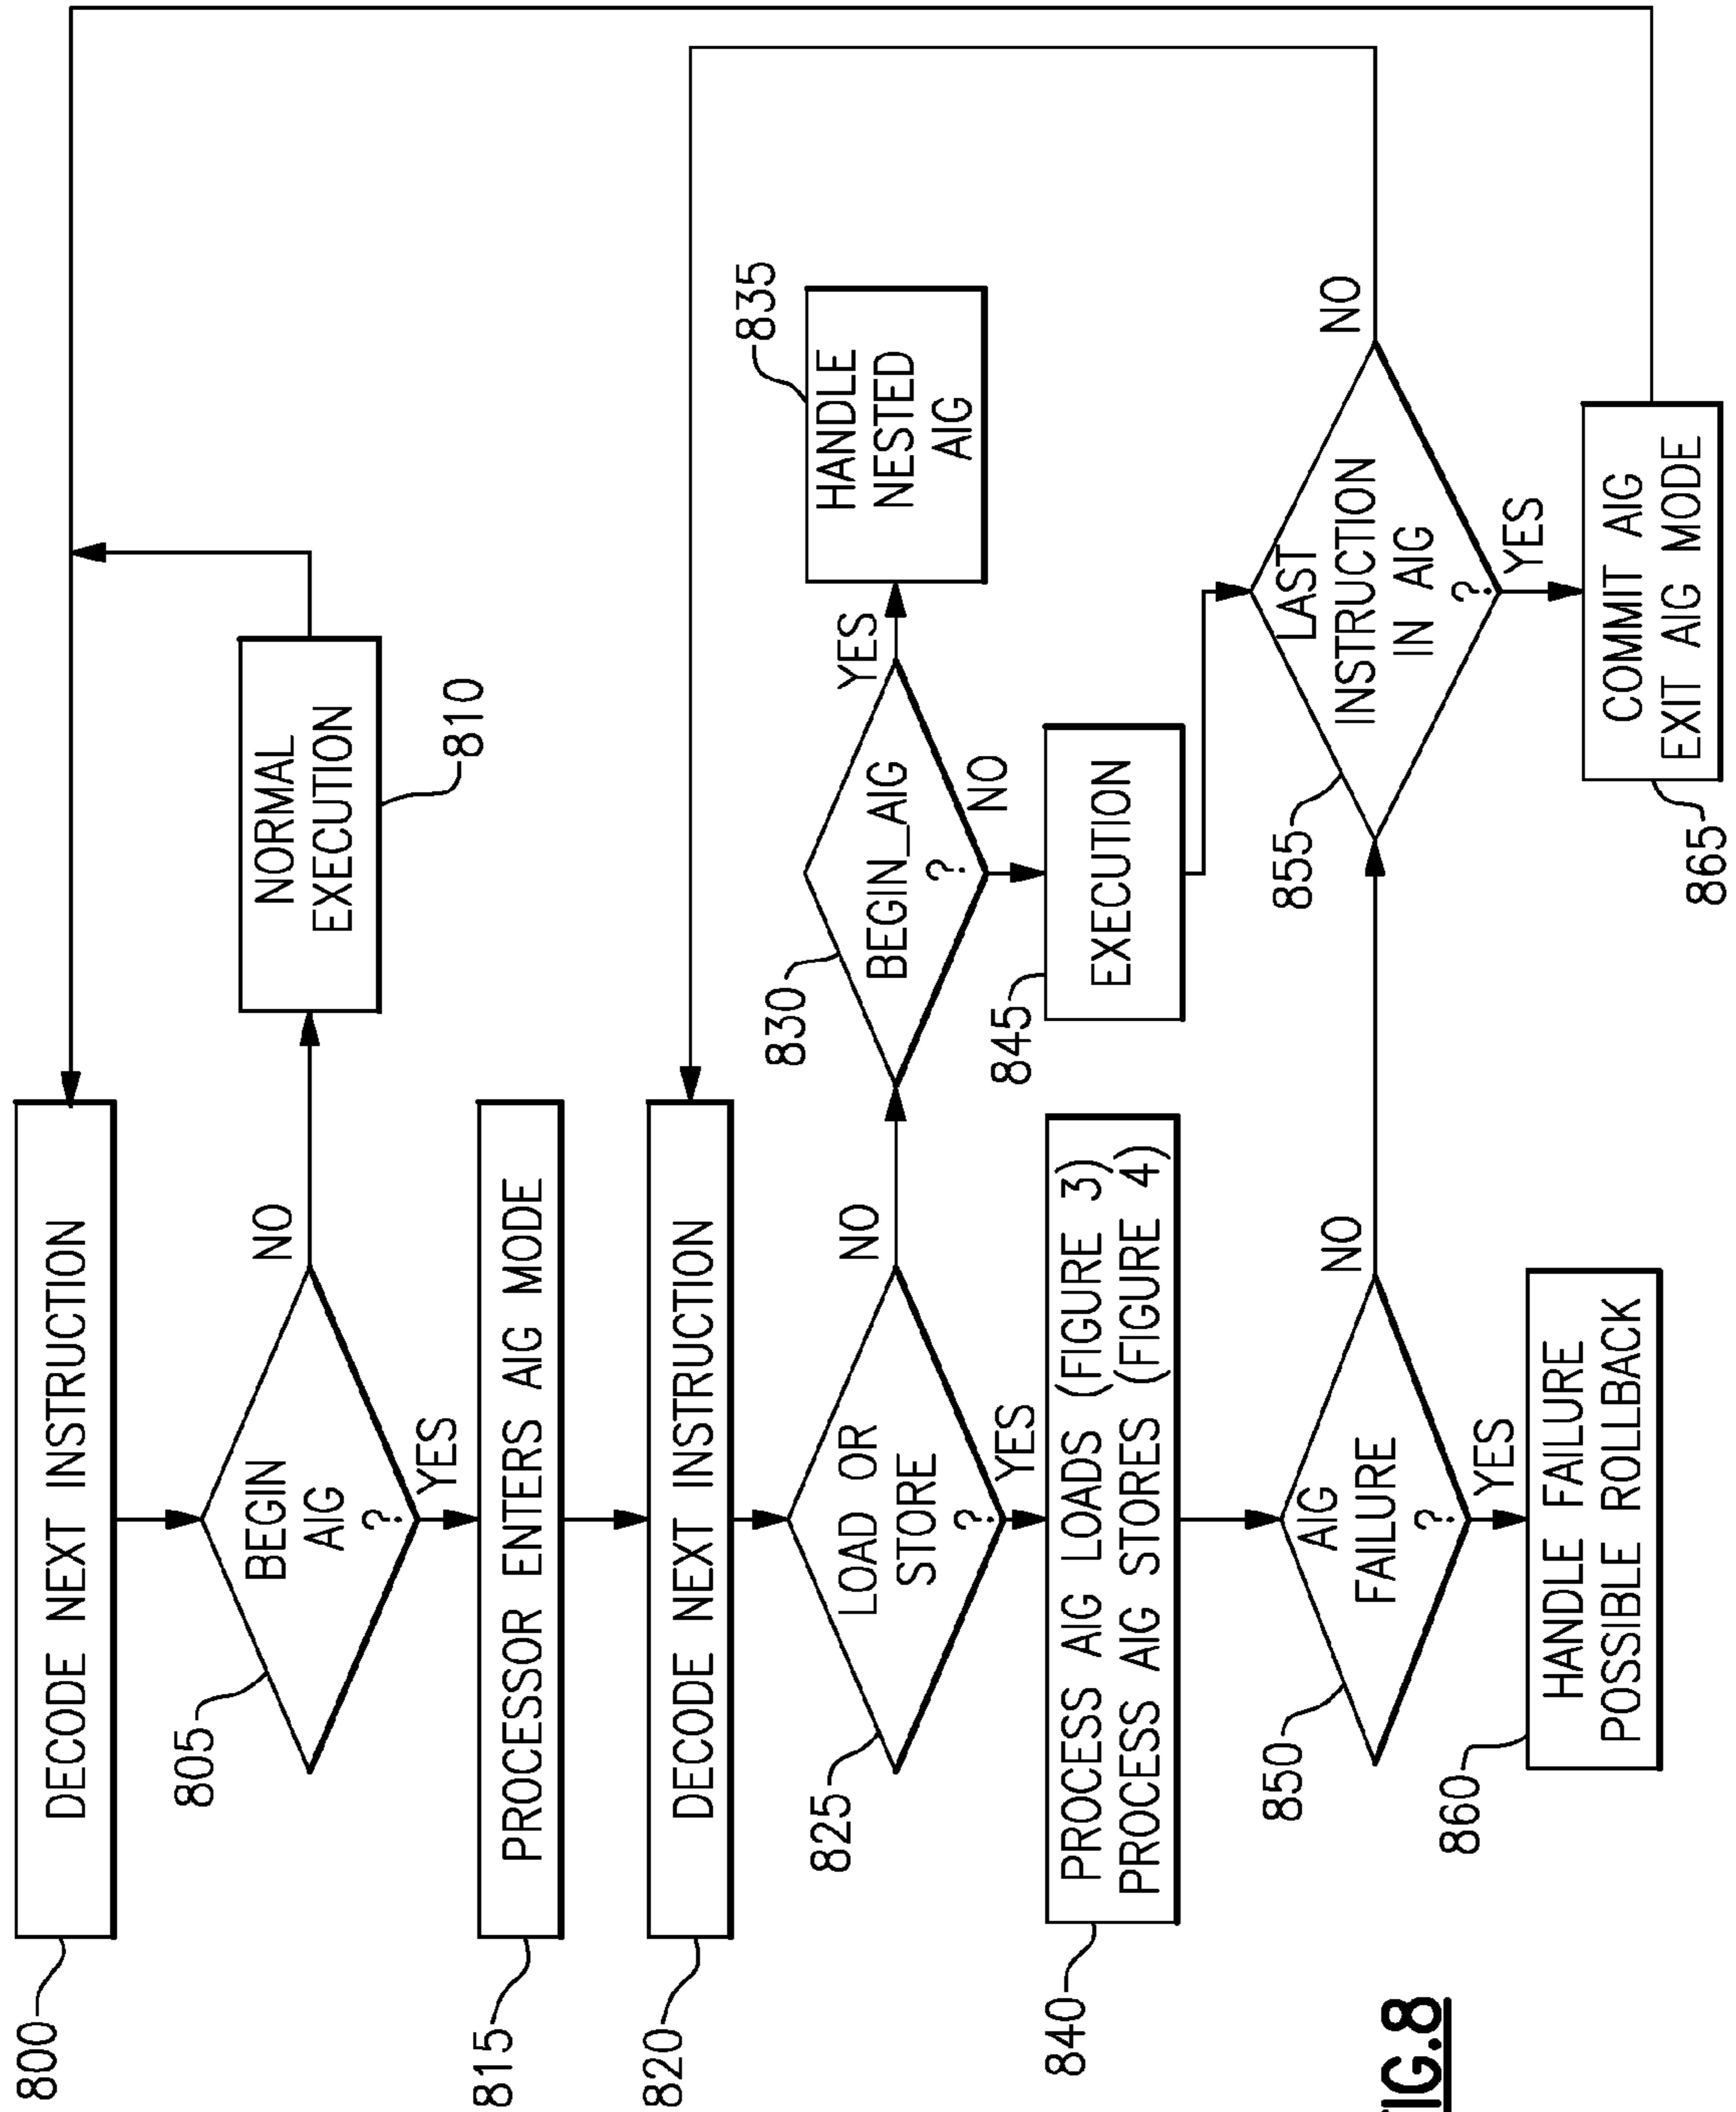 800
DECODE NEXT INSTRUCTION
805
BEGIN
AIG
?
NO
YES
NORMAL
EXECUTION
810
815
PROCESSOR ENTERS AIG MODE
820
DECODE NEXT INSTRUCTION
825
LOAD OR
STORE
?
NO
YES
830
BEGIN_AIG
?
YES
NO
HANDLE
NESTED
AIG
835
840
PROCESS AIG LOADS (FIGURE 3)
PROCESS AIG STORES (FIGURE 4)
845
EXECUTION
850
AIG
FAILURE
?
NO
YES
855
LAST
INSTRUCTION
IN AIG
?
NO
YES
860
HANDLE FAILURE
POSSIBLE ROLLBACK
865
COMMIT AIG
EXIT AIG MODE
FIG.8